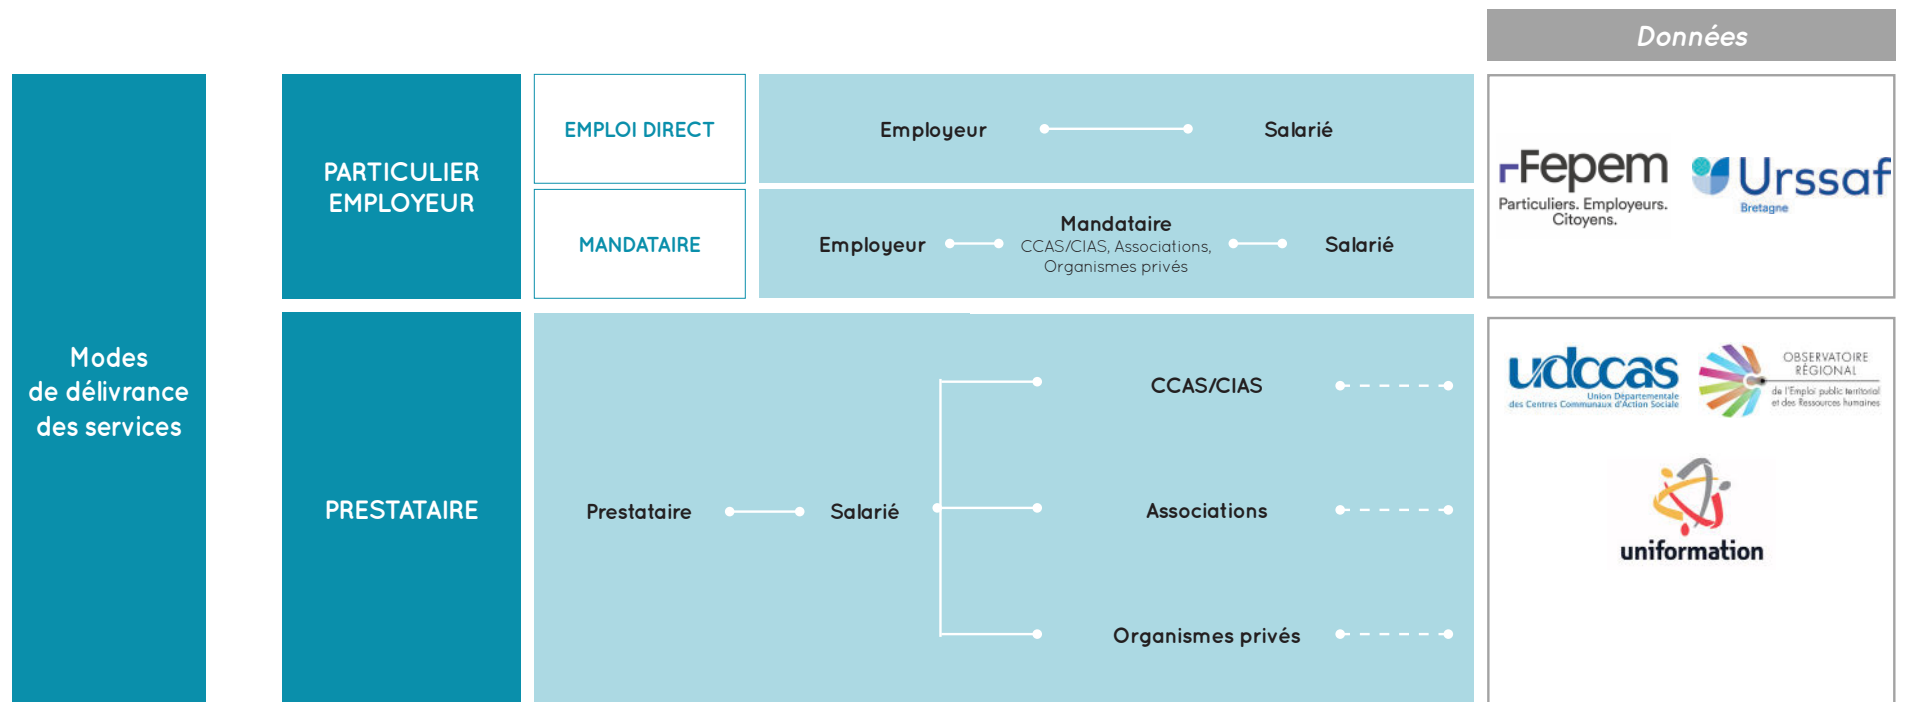 Données
Modes
de délivrance
des services
PARTICULIER
EMPLOYEUR
EMPLOI DIRECT
Employeur
Salarié
MANDATAIRE
Employeur
Mandataire
CCAS/CIAS, Associations,
Organismes privés
Salarié
Fepem
Particuliers. Employeurs.
Citoyens.
Urssaf
Bretagne
PRESTATAIRE
Prestataire
Salarié
CCAS/CIAS
Associations
Organismes privés
udccas
Union Départementale
des Centres Communaux d'Action Sociale
OBSERVATOIRE
RÉGIONAL
de l'Emploi public territorial
et des Ressources humaines
uniformation